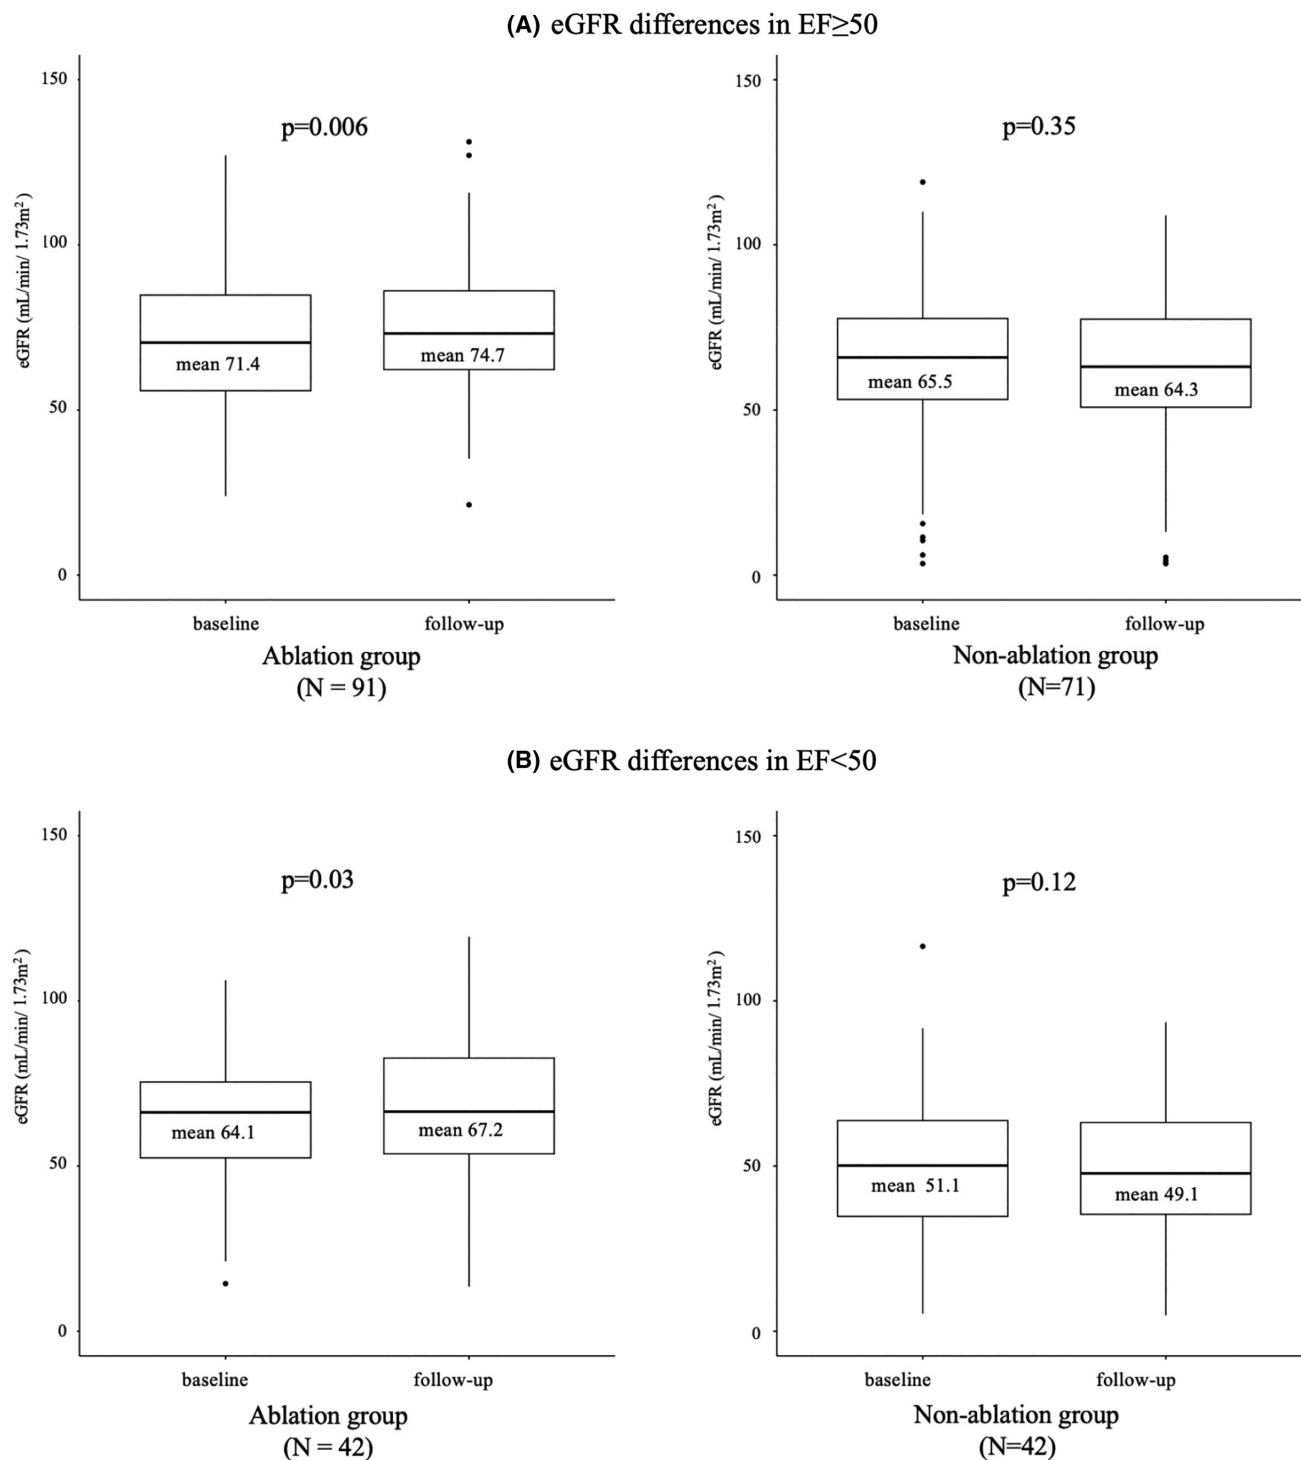 (A) eGFR differences in EF≥50
150
100
50
0
eGFR (mL/min/ 1.73m²)
p=0.006
mean 71.4
mean 74.7
baseline
follow-up
Ablation group
(N = 91)
150
100
50
0
eGFR (mL/min/ 1.73m²)
p=0.35
mean 65.5
mean 64.3
baseline
follow-up
Non-ablation group
(N=71)
(B) eGFR differences in EF<50
150
100
50
0
eGFR (mL/min/ 1.73m²)
p=0.03
mean 64.1
mean 67.2
baseline
follow-up
Ablation group
(N = 42)
150
100
50
0
eGFR (mL/min/ 1.73m²)
p=0.12
mean  51.1
mean 49.1
baseline
follow-up
Non-ablation group
(N=42)